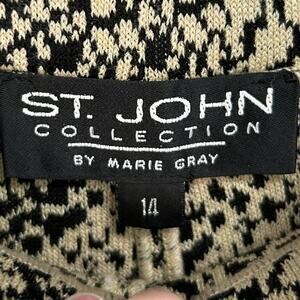 ST. JOHN
COLLECTION
BY MARIE GRAY
14